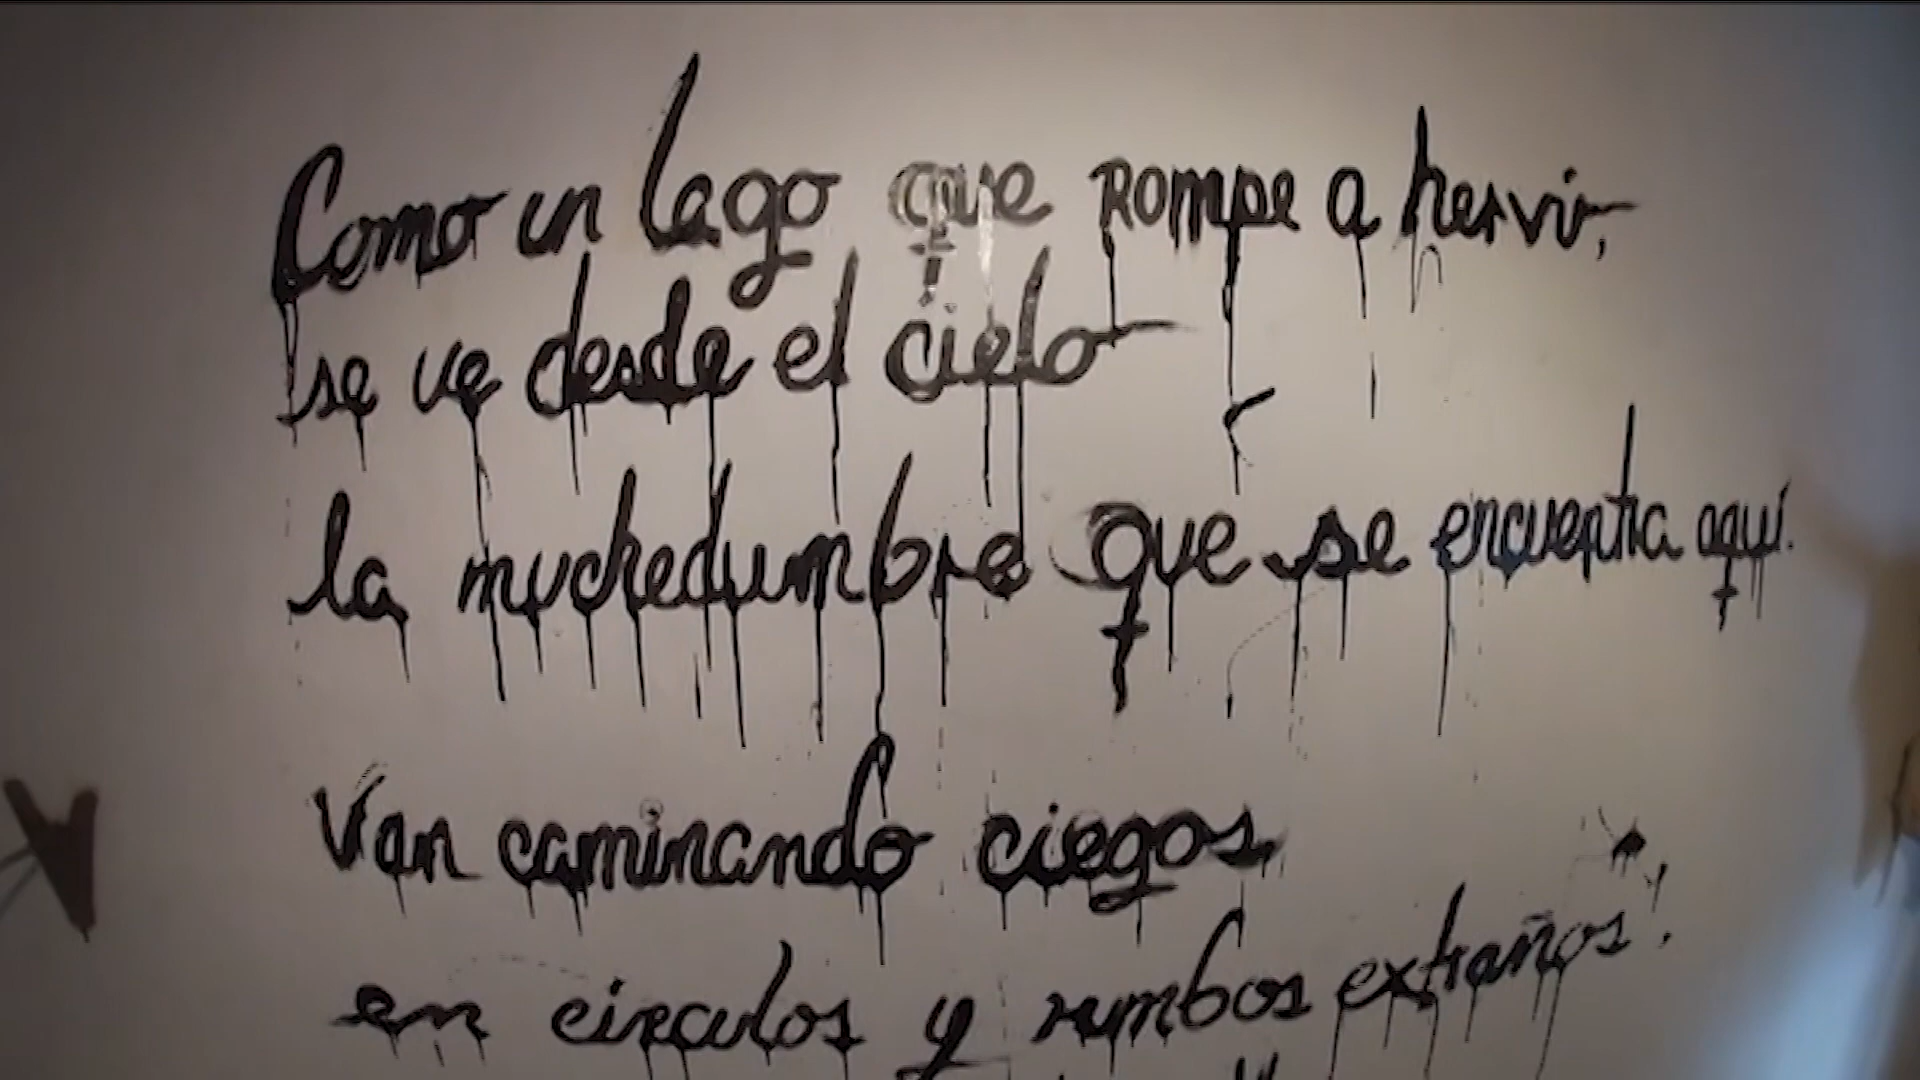 Como un lago que rompe a hervir,
se ve desde el cielo
la muchedumbre que se encuentra aquí.
Van caminando ciegos
en círculos y rumbos extraños.